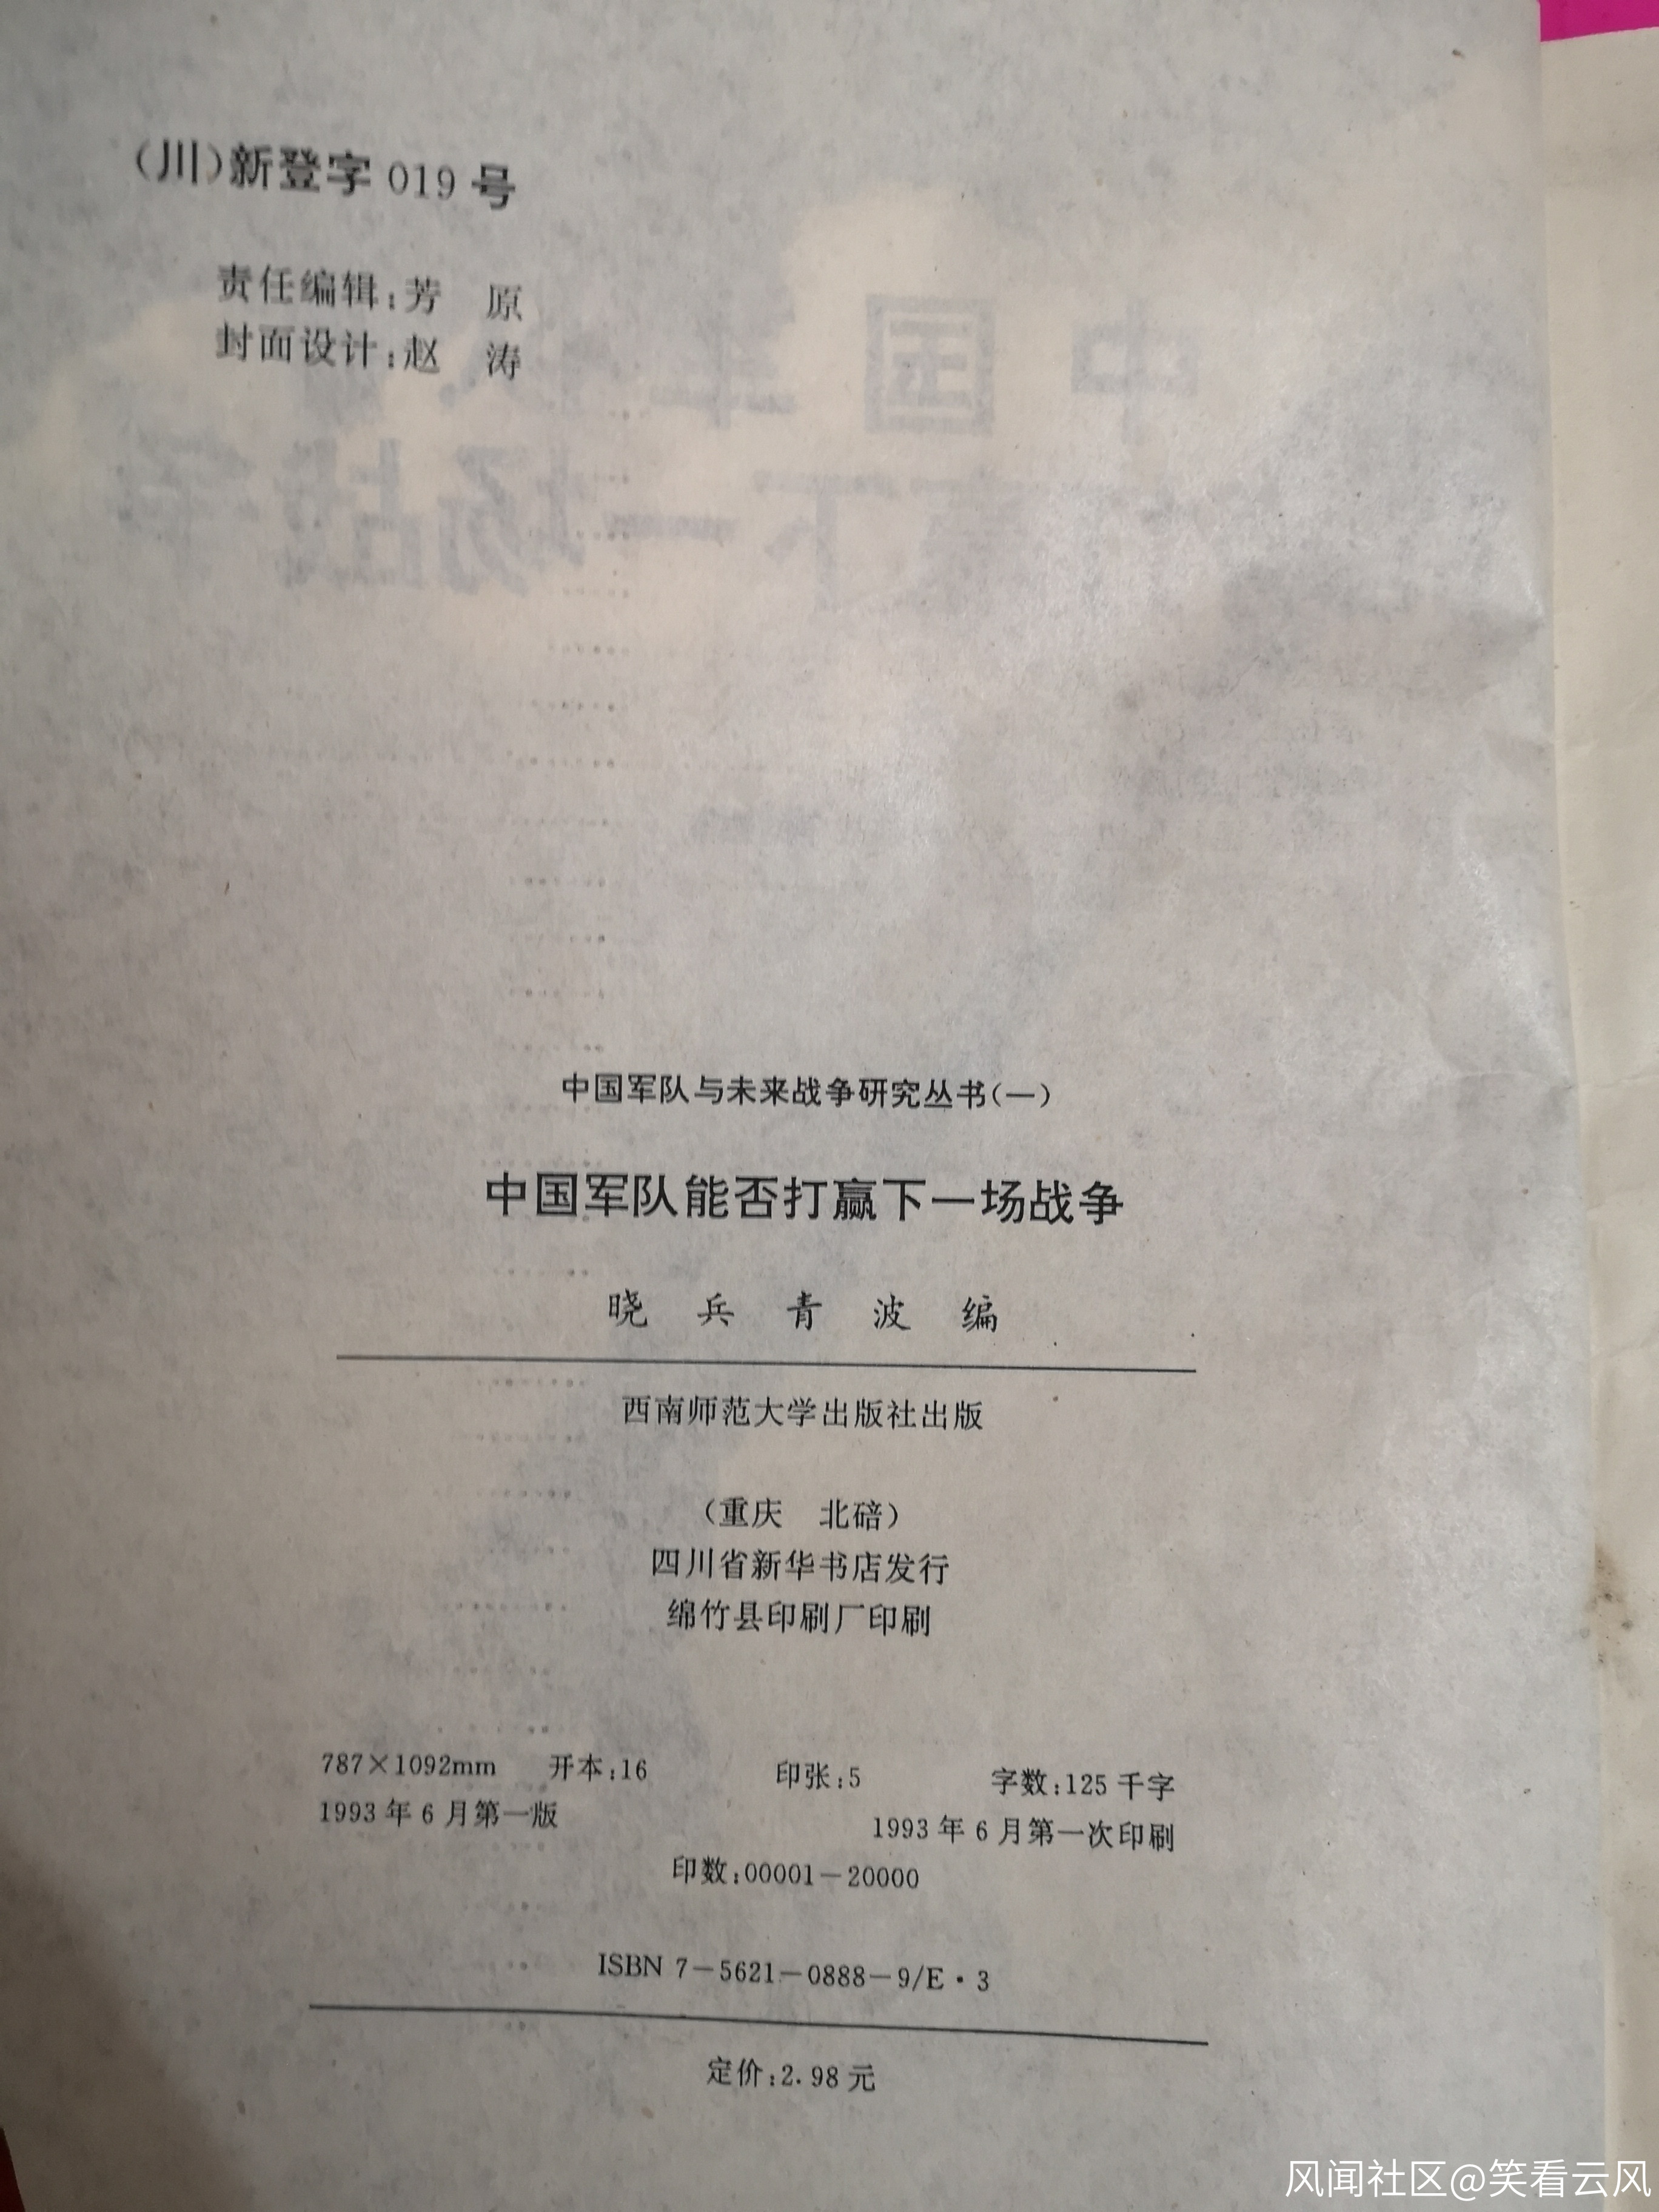 (川)新登字 019 号
责任编辑:芳 原
封面设计:赵 涛
中国军队与未来战争研究丛书(一)
中国军队能否打赢下一场战争
晓 兵 青 波 编
西南师范大学出版社出版
(重庆 北碚)
四川省新华书店发行
绵竹县印刷厂印刷
787×1092mm 开本:16 印张:5 字数:125 千字
1993 年 6 月第一版 1993 年 6 月第一次印刷
印数:00001—20000
ISBN 7—5621—0888—9/E·3
定价:2.98 元
风闻社区@笑看云风